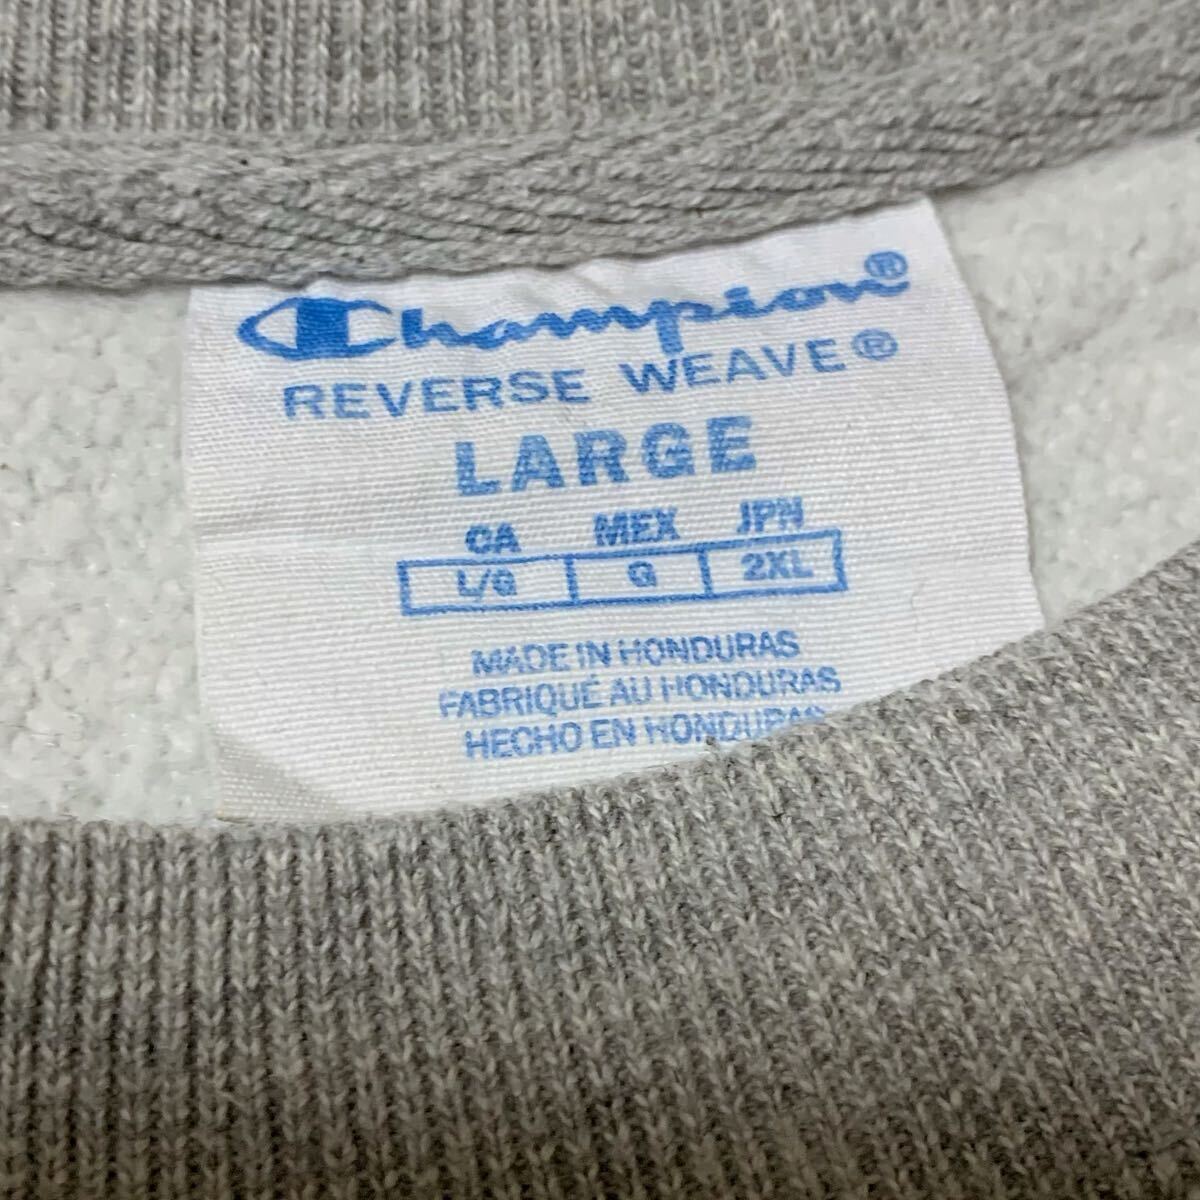 Champion®
REVERSE WEAVE®
LARGE
CA MEX JPN
L/G G 2XL
MADE IN HONDURAS
FABRIQUÉ AU HONDURAS
HECHO EN HONDURAS